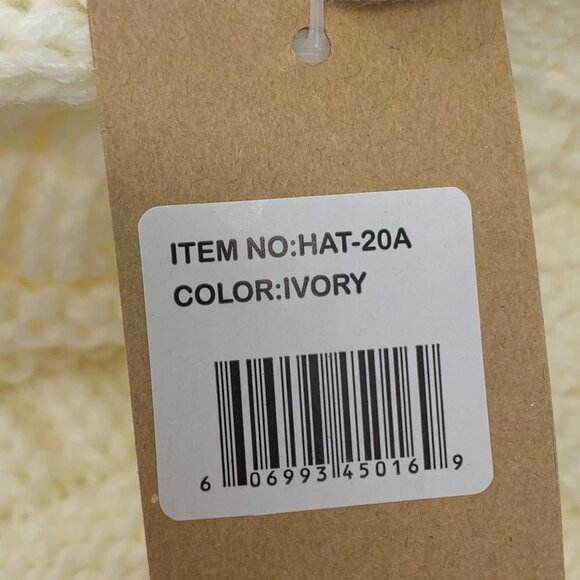 ITEM NO:HAT-20A
COLOR:IVORY
6 06993 45016 9